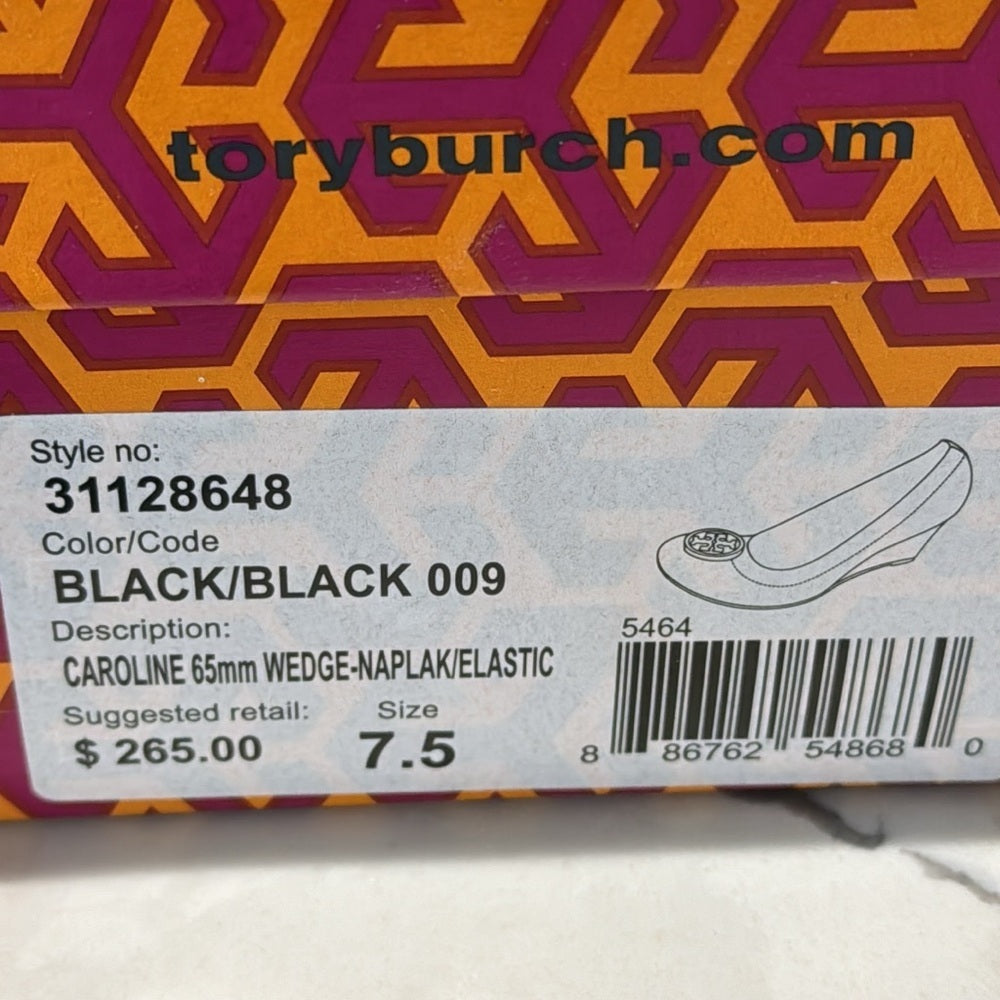 toryburch.com
Style no:
31128648
Color/Code
BLACK/BLACK 009
Description:
CAROLINE 65mm WEDGE-NAPLAK/ELASTIC
Suggested retail: Size
$ 265.00 7.5
5464
8 86762 54868 0